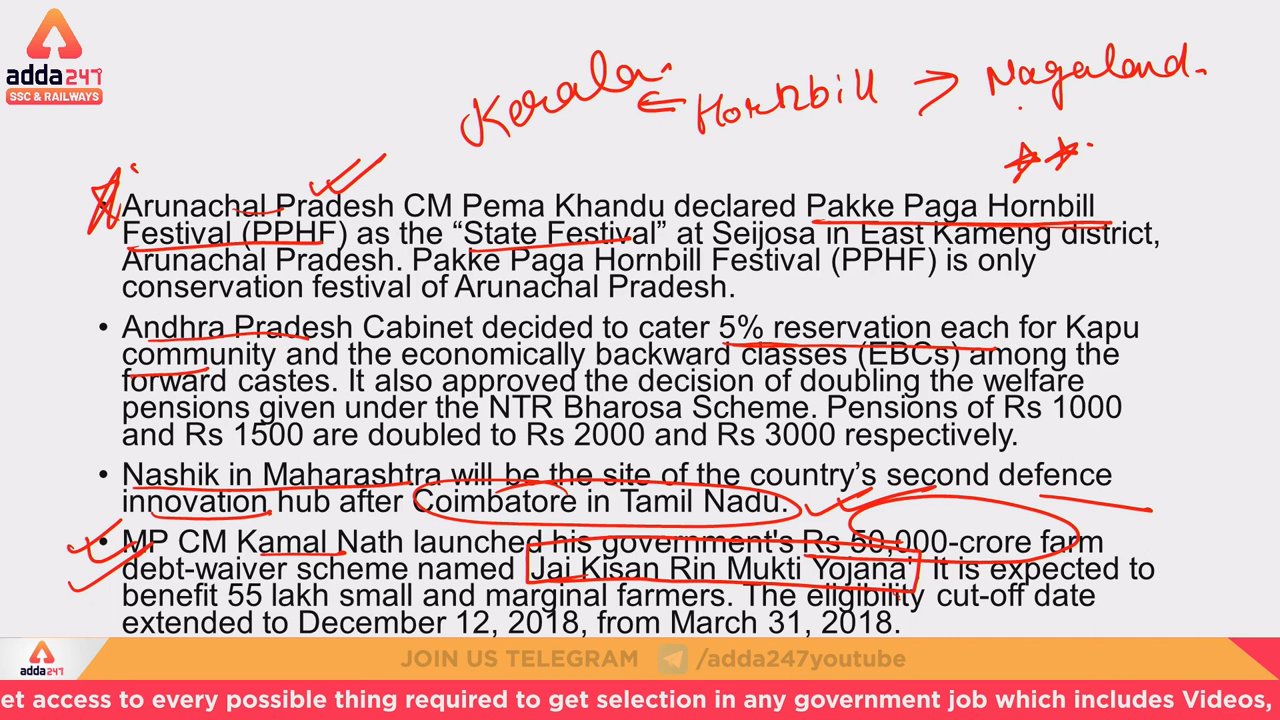 adda247
SSC & RAILWAYS
Kerala ← Hornbill → Nagaland
• Arunachal Pradesh CM Pema Khandu declared Pakke Paga Hornbill
Festival (PPHF) as the “State Festival” at Seijosa in East Kameng district,
Arunachal Pradesh. Pakke Paga Hornbill Festival (PPHF) is only
conservation festival of Arunachal Pradesh.
• Andhra Pradesh Cabinet decided to cater 5% reservation each for Kapu
community and the economically backward classes (EBCs) among the
forward castes. It also approved the decision of doubling the welfare
pensions given under the NTR Bharosa Scheme. Pensions of Rs 1000
and Rs 1500 are doubled to Rs 2000 and Rs 3000 respectively.
• Nashik in Maharashtra will be the site of the country's second defence
innovation hub after Coimbatore in Tamil Nadu.
• MP CM Kamal Nath launched his government's Rs 50,000-crore farm
debt-waiver scheme named 'Jai Kisan Rin Mukti Yojana' It is expected to
benefit 55 lakh small and marginal farmers. The eligibility cut-off date
extended to December 12, 2018, from March 31, 2018.
adda247
JOIN US TELEGRAM /adda247youtube
et access to every possible thing required to get selection in any government job which includes Videos,